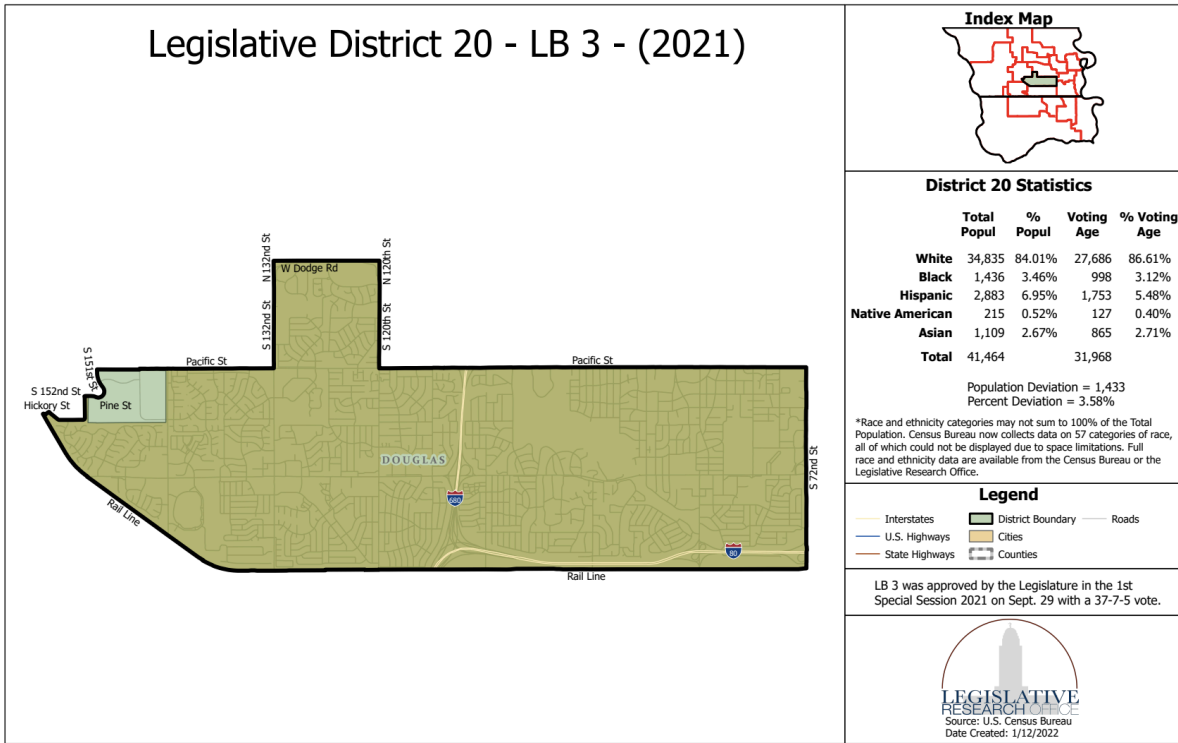 Legislative District 20 - LB 3 - (2021)
N 132nd St
W Dodge Rd
N 120th St
S 132nd St
S 120th St
Pacific St
Pacific St
S 151st St
S 152nd St
Hickory St
Pine St
DOUGLAS
680
S 72nd St
Rail Line
80
Rail Line
Index Map
District 20 Statistics
Total Popul % Popul Voting Age % Voting Age
White 34,835 84.01% 27,686 86.61%
Black 1,436 3.46% 998 3.12%
Hispanic 2,883 6.95% 1,753 5.48%
Native American 215 0.52% 127 0.40%
Asian 1,109 2.67% 865 2.71%
Total 41,464 31,968
Population Deviation = 1,433
Percent Deviation = 3.58%
*Race and ethnicity categories may not sum to 100% of the Total
Population. Census Bureau now collects data on 57 categories of race,
all of which could not be displayed due to space limitations. Full
race and ethnicity data are available from the Census Bureau or the
Legislative Research Office.
Legend
Interstates District Boundary Roads
U.S. Highways Cities
State Highways Counties
LB 3 was approved by the Legislature in the 1st
Special Session 2021 on Sept. 29 with a 37-7-5 vote.
LEGISLATIVE
RESEARCH OFFICE
Source: U.S. Census Bureau
Date Created: 1/12/2022